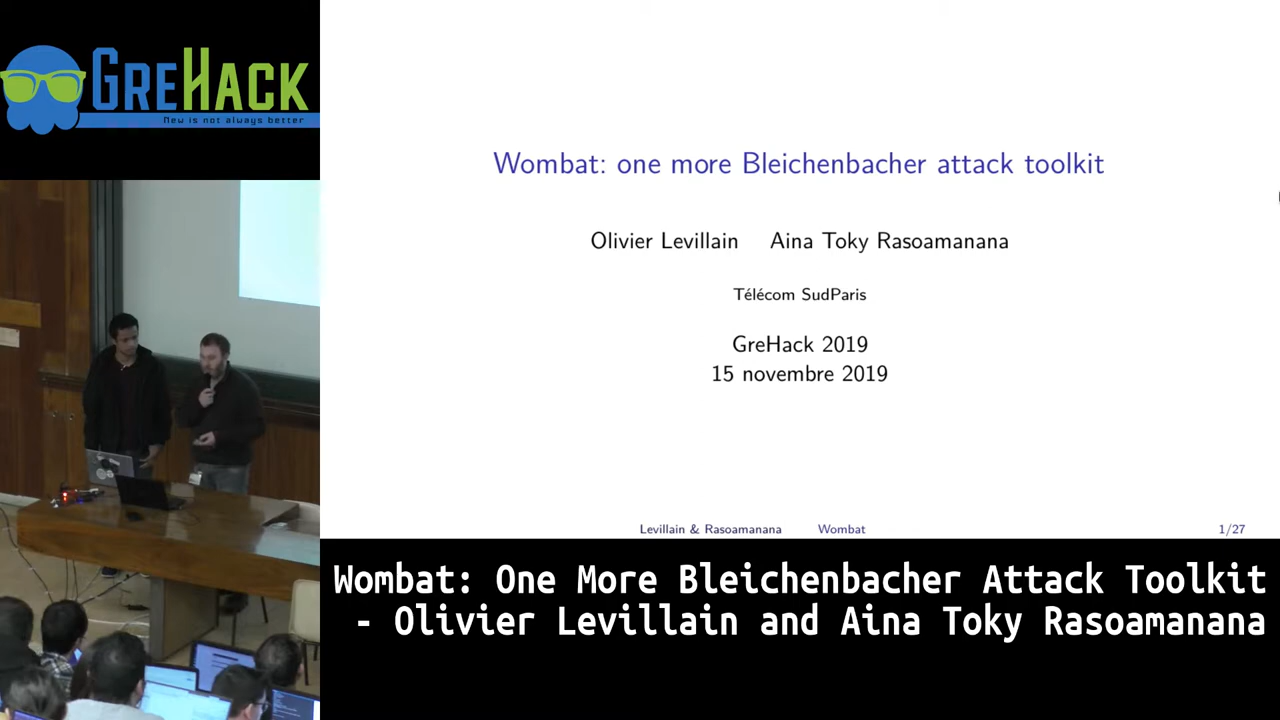 GREHACK
New is not always better
Wombat: one more Bleichenbacher attack toolkit
Olivier Levillain Aina Toky Rasoamanana
Télécom SudParis
GreHack 2019
15 novembre 2019
Levillain & Rasoamanana Wombat 1/27
Wombat: One More Bleichenbacher Attack Toolkit
- Olivier Levillain and Aina Toky Rasoamanana